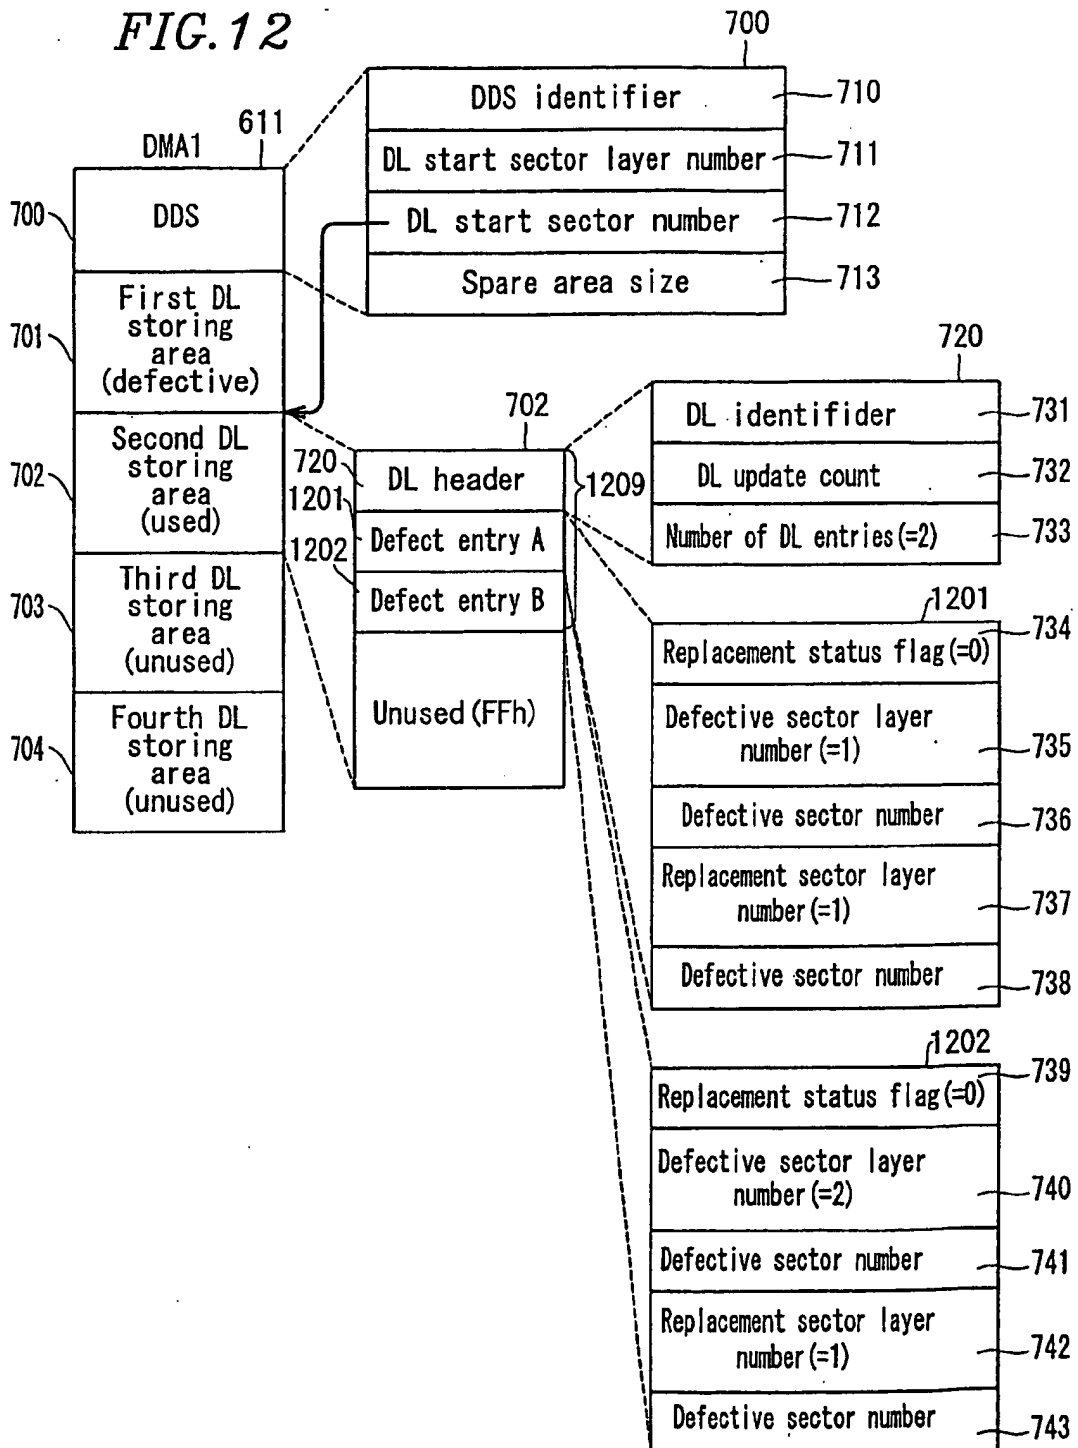 FIG.12
700
DDS identifier
710
DL start sector layer number
711
DL start sector number
712
Spare area size
713
611
DMA1
700
DDS
701
First DL
storing
area
(defective)
702
Second DL
storing
area
(used)
703
Third DL
storing
area
(unused)
704
Fourth DL
storing
area
(unused)
702
720
DL header
1209
1201
Defect entry A
1202
Defect entry B
Unused(FFh)
720
DL identifider
731
DL update count
732
Number of DL entries(=2)
733
1201
Replacement status flag(=0)
734
Defective sector layer
number(=1)
735
Defective sector number
736
Replacement sector layer
number(=1)
737
Defective sector number
738
1202
Replacement status flag(=0)
739
Defective sector layer
number(=2)
740
Defective sector number
741
Replacement sector layer
number(=1)
742
Defective sector number
743